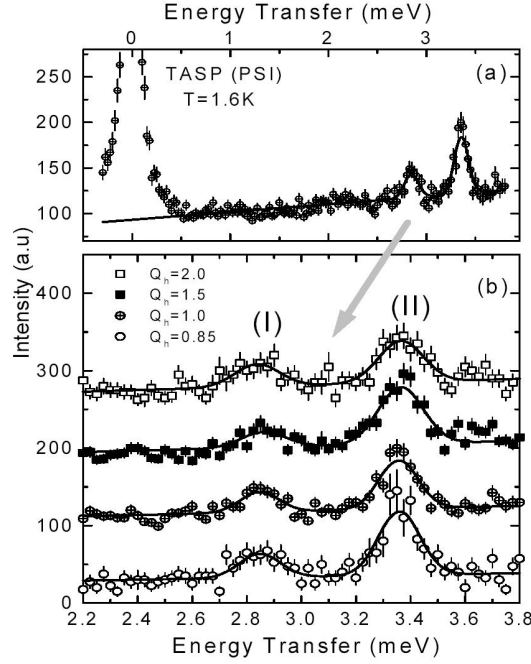 Energy Transfer (meV)
0 1 2 3
250
200
150
100
TASP (PSI)
T=1.6K
(a)
Intensity (a.u)
400
300
200
100
0
Q_h=2.0
Q_h=1.5
Q_h=1.0
Q_h=0.85
(I)
(II)
(b)
2.2 2.4 2.6 2.8 3.0 3.2 3.4 3.6 3.8
Energy Transfer (meV)